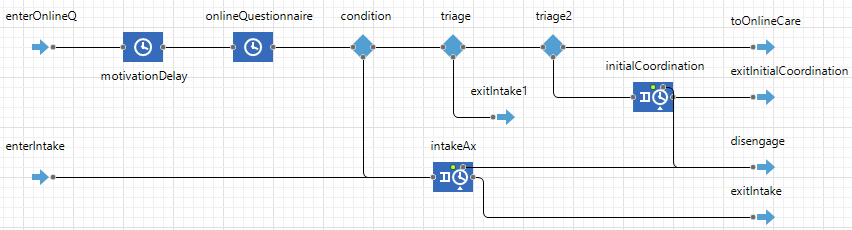 enterOnlineQ
onlineQuestionnaire
condition
triage
triage2
toOnlineCare
motivationDelay
initialCoordination
exitInitialCoordination
exitIntake1
enterIntake
intakeAx
disengage
exitIntake